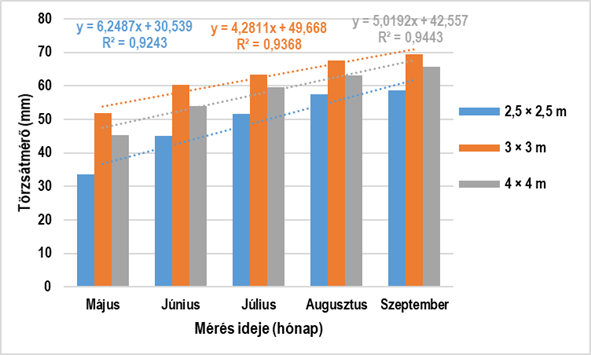 y = 6,2487x + 30,539
R² = 0,9243
y = 4,2811x + 49,668
R² = 0,9368
y = 5,0192x + 42,557
R² = 0,9443
Törzsátmérő (mm)
80
70
60
50
40
30
20
10
0
Május
Június
Július
Augusztus
Szeptember
Mérés ideje (hónap)
2,5 × 2,5 m
3 × 3 m
4 × 4 m